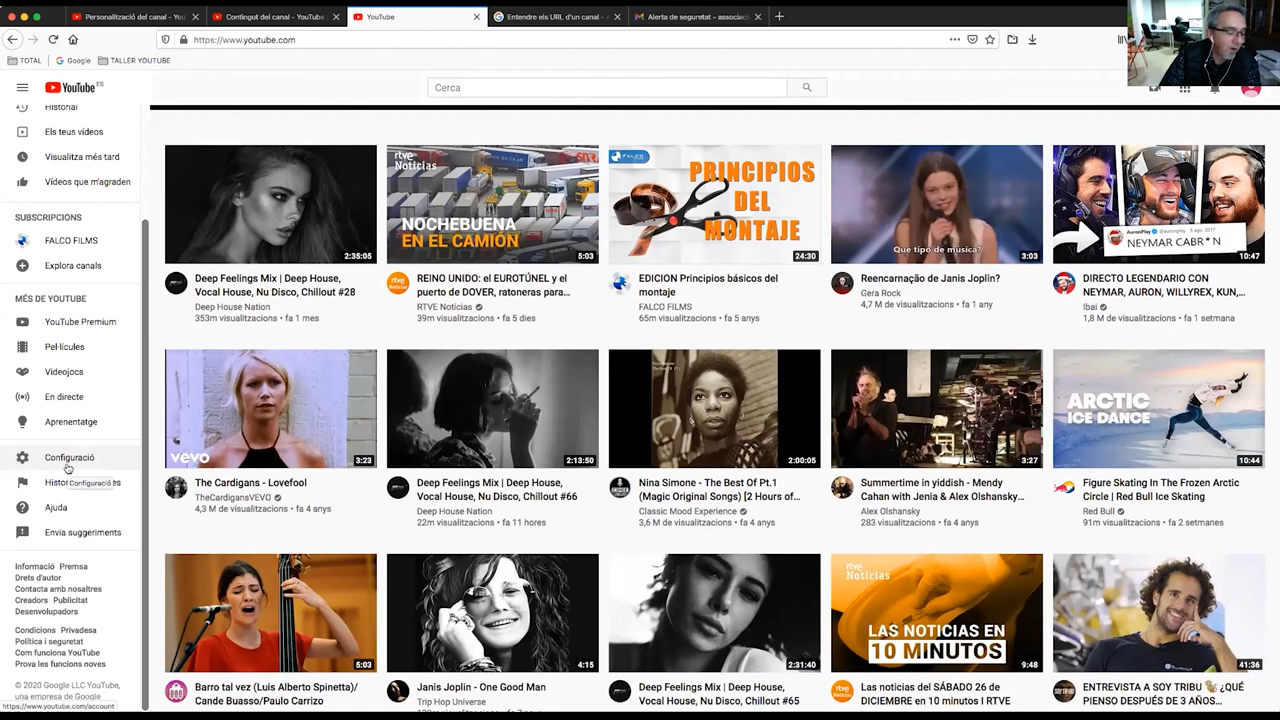 Personalització del canal - You
Contingut del canal - YouTube
YouTube
Entendre els URL d'un canal - A
Alerta de seguretat - associaci
https://www.youtube.com
TOTAL
Google
TALLER YOUTUBE
YouTube ES
Cerca
Historial
Els teus vídeos
Visualitza més tard
Vídeos que m'agraden
SUBSCRIPCIONS
FALCO FILMS
Explora canals
MÉS DE YOUTUBE
YouTube Premium
Pel·lícules
Videojocs
En directe
Aprenentatge
Configuració
Configuració
Ajuda
Envia suggeriments
Informació Premsa
Drets d'autor
Contacta amb nosaltres
Creadors Publicitat
Desenvolupadors
Condicions Privadesa
Política i seguretat
Com funciona YouTube
Prova les funcions noves
© 2020 Google LLC YouTube,
una empresa de Google
https://www.youtube.com/account
2:35:05
Deep Feelings Mix | Deep House,
Vocal House, Nu Disco, Chillout #28
Deep House Nation
353m visualitzacions • fa 1 mes
rtve
Noticias
NOCHEBUENA
EN EL CAMIÓN
5:03
REINO UNIDO: el EUROTÚNEL y el
puerto de DOVER, ratoneras para...
RTVE Noticias
39m visualitzacions • fa 5 dies
PRINCIPIOS
DEL
MONTAJE
24:30
EDICION Principios básicos del
montaje
FALCO FILMS
65m visualitzacions • fa 5 anys
Que tipo de música?
3:03
Reencarnação de Janis Joplin?
Gera Rock
4,7 M de visualitzacions • fa 1 any
AuronPlay @auronplay · 5 ago. 2017
NEYMAR CABR*N
10:47
DIRECTO LEGENDARIO CON
NEYMAR, AURON, WILLYREX, KUN,...
Ibai
1,8 M de visualitzacions • fa 1 setmana
vevo
3:23
The Cardigans - Lovefool
TheCardigansVEVO
4,3 M de visualitzacions • fa 4 anys
2:13:50
Deep Feelings Mix | Deep House,
Vocal House, Nu Disco, Chillout #66
Deep House Nation
22m visualitzacions • fa 11 hores
2:00:05
Nina Simone - The Best Of Pt.1
(Magic Original Songs) [2 Hours of...
Classic Mood Experience
3,6 M de visualitzacions • fa 4 anys
3:27
Summertime in yiddish - Mendy
Cahan with Jenia & Alex Olshansky...
Alex Olshansky
283 visualitzacions • fa 4 anys
ARCTIC
ICE DANCE
10:44
Figure Skating In The Frozen Arctic
Circle | Red Bull Ice Skating
Red Bull
91m visualitzacions • fa 2 setmanes
5:03
Barro tal vez (Luis Alberto Spinetta)/
Cande Buasso/Paulo Carrizo
4:15
Janis Joplin - One Good Man
Trip Hop Universe
2:31:40
Deep Feelings Mix | Deep House,
Vocal House, Nu Disco, Chillout #65
rtve
Noticias
LAS NOTICIAS EN
10 MINUTOS
9:48
Las noticias del SÁBADO 26 de
DICIEMBRE en 10 minutos I RTVE
41:36
ENTREVISTA A SOY TRIBU 👋 ¿QUÉ
PIENSO DESPUÉS DE 3 AÑOS...